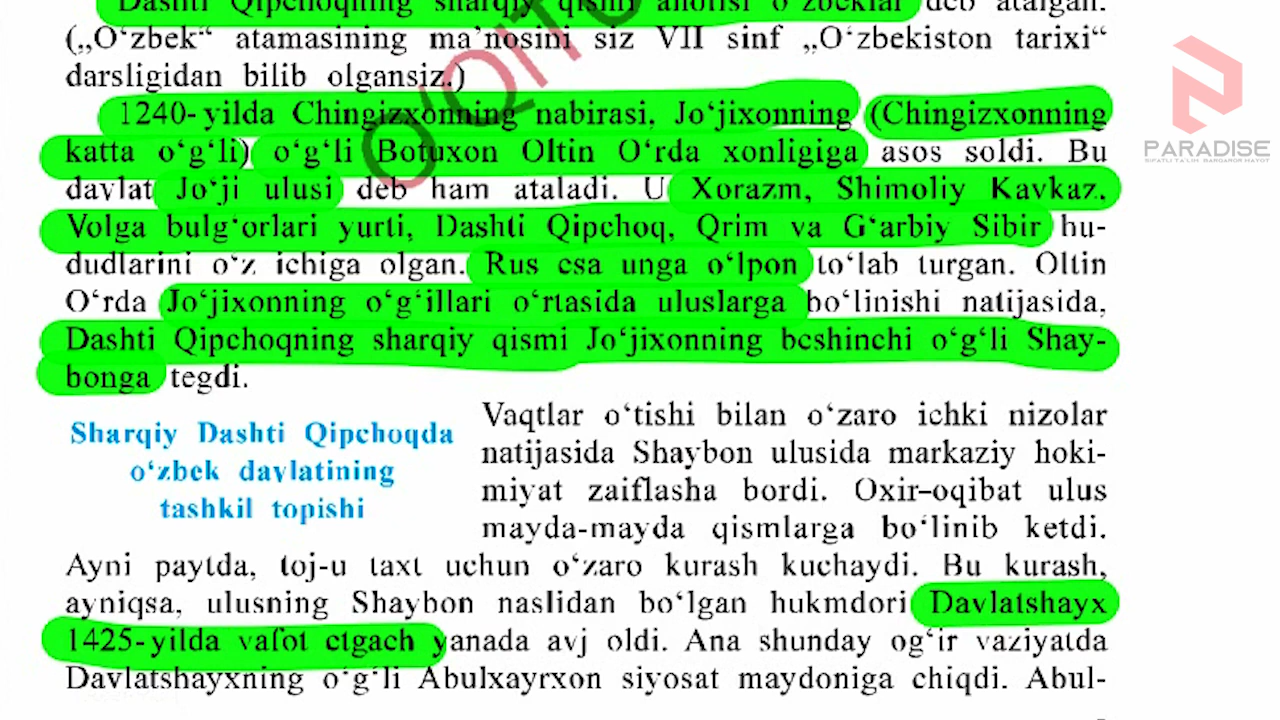 Dashti Qipchoqning sharqiy qismi aholisi o‘zbeklar deb atalgan.
(„O‘zbek“ atamasining ma’nosini siz VII sinf „O‘zbekiston tarixi“
darsligidan bilib olgansiz.)
1240-yilda Chingizxonning nabirasi, Jo‘jixonning (Chingizxonning
katta o‘g‘li) o‘g‘li Botuxon Oltin O‘rda xonligiga asos soldi. Bu
davlat Jo‘ji ulusi deb ham ataladi. U Xorazm, Shimoliy Kavkaz,
Volga bulg‘orlari yurti, Dashti Qipchoq, Qrim va G‘arbiy Sibir hu-
dudlarini o‘z ichiga olgan. Rus esa unga o‘lpon to‘lab turgan. Oltin
O‘rda Jo‘jixonning o‘g‘illari o‘rtasida uluslarga bo‘linishi natijasida,
Dashti Qipchoqning sharqiy qismi Jo‘jixonning beshinchi o‘g‘li Shay-
bonga tegdi.
Sharqiy Dashti Qipchoqda
o‘zbek davlatining
tashkil topishi
Vaqtlar o‘tishi bilan o‘zaro ichki nizolar
natijasida Shaybon ulusida markaziy hoki-
miyat zaiflasha bordi. Oxir-oqibat ulus
mayda-mayda qismlarga bo‘linib ketdi.
Ayni paytda, toj-u taxt uchun o‘zaro kurash kuchaydi. Bu kurash,
ayniqsa, ulusning Shaybon naslidan bo‘lgan hukmdori Davlatshayx
1425-yilda vafot etgach yanada avj oldi. Ana shunday og‘ir vaziyatda
Davlatshayxning o‘g‘li Abulxayrxon siyosat maydoniga chiqdi. Abul-
PARADISE
SIFATLI TA'LIM, BARQAROR HAYOT